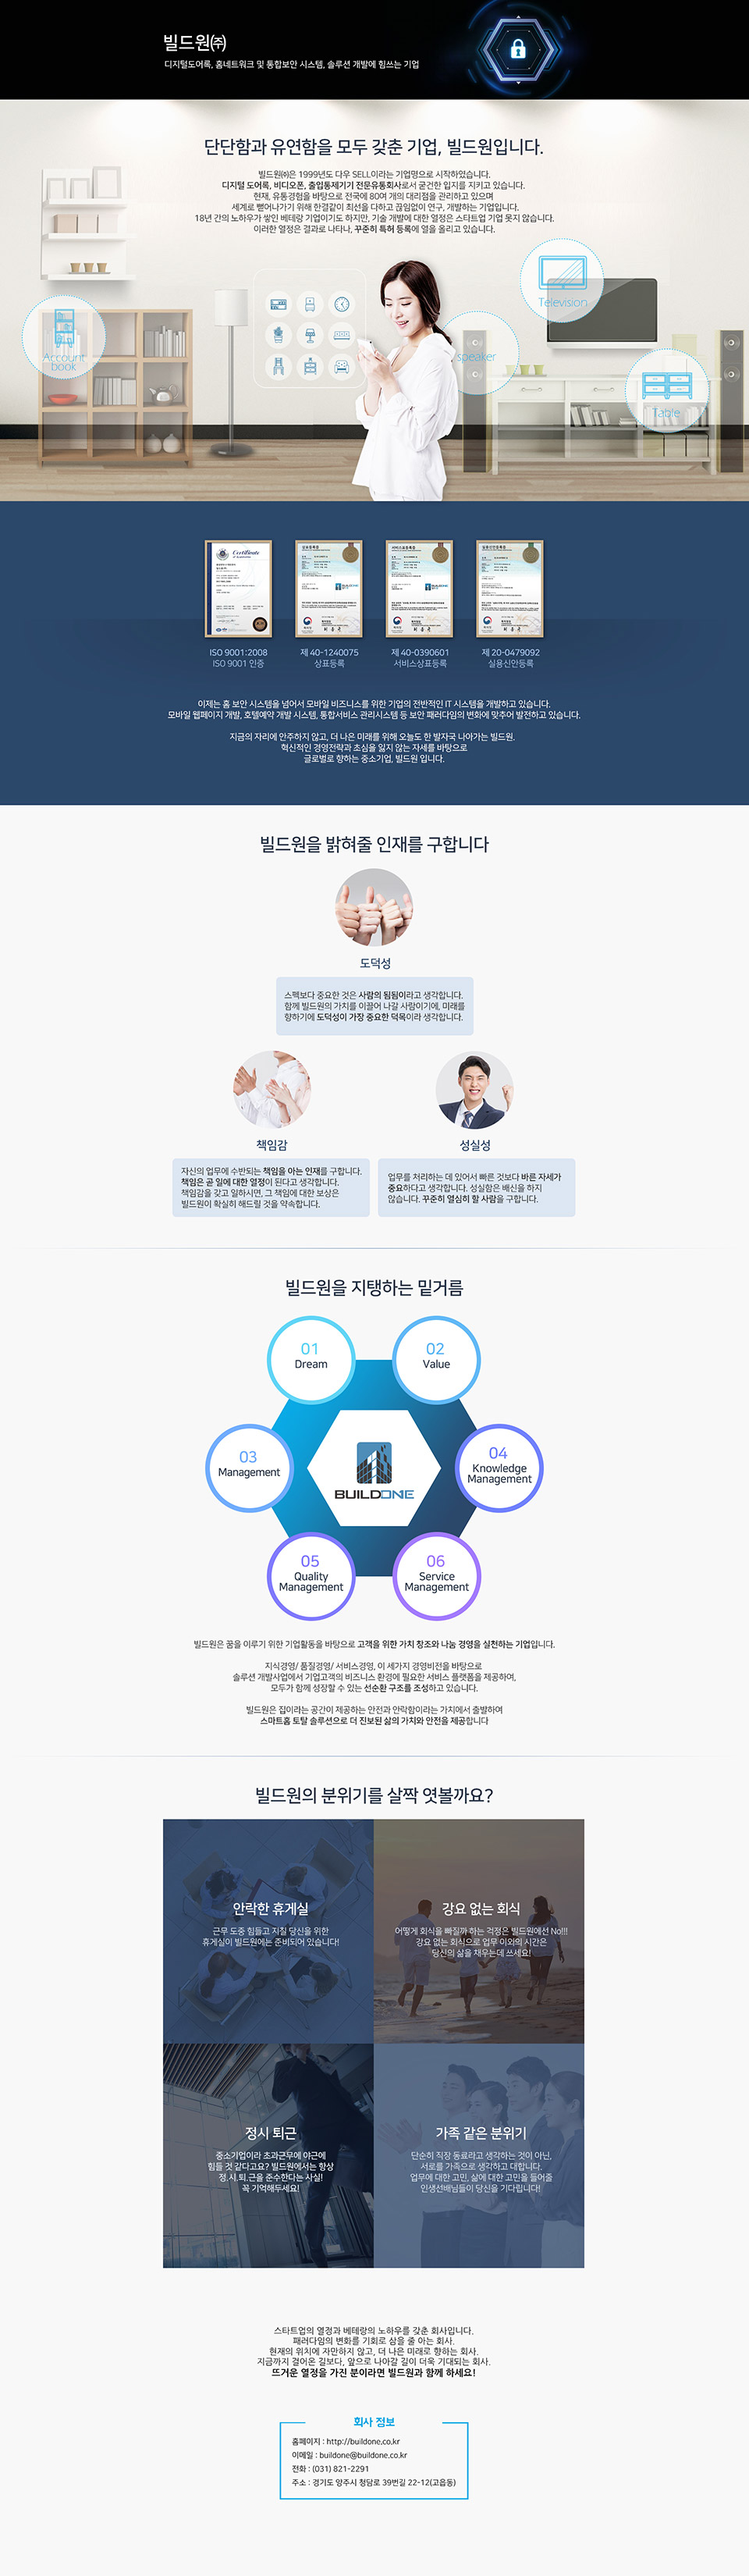 빌드원㈜
디지털도어록, 홈네트워크 및 통합보안 시스템, 솔루션 개발에 힘쓰는 기업
단단함과 유연함을 모두 갖춘 기업, 빌드원입니다.
빌드원㈜은 1999년도 다우 SELL이라는 기업명으로 시작하였습니다.
디지털 도어록, 비디오폰, 출입통제기기 전문유통회사로서 굳건한 입지를 지키고 있습니다.
현재, 유통경험을 바탕으로 전국에 80여 개의 대리점을 관리하고 있으며
세계로 뻗어나가기 위해 한결같이 최선을 다하고 끊임없이 연구, 개발하는 기업입니다.
18년 간의 노하우가 쌓인 베테랑 기업이기도 하지만, 기술 개발에 대한 열정은 스타트업 기업 못지 않습니다.
이러한 열정은 결과로 나타나, 꾸준히 특허 등록에 열을 올리고 있습니다.
Television
Account
book
speaker
Table
Certificate
상표등록증
서비스표등록증
실용신안등록증
BUILDONE
BUILDONE
ISO 9001:2008
ISO 9001 인증
제 40-1240075
상표등록
제 40-0390601
서비스상표등록
제 20-0479092
실용신안등록
이제는 홈 보안 시스템을 넘어서 모바일 비즈니스를 위한 기업의 전반적인 IT 시스템을 개발하고 있습니다.
모바일 웹페이지 개발, 호텔예약 개발 시스템, 통합서비스 관리시스템 등 보안 패러다임의 변화에 맞추어 발전하고 있습니다.
지금의 자리에 안주하지 않고, 더 나은 미래를 위해 오늘도 한 발자국 나아가는 빌드원.
혁신적인 경영전략과 초심을 잃지 않는 자세를 바탕으로
글로벌로 향하는 중소기업, 빌드원 입니다.
빌드원을 밝혀줄 인재를 구합니다
도덕성
스펙보다 중요한 것은 사람의 됨됨이라고 생각합니다.
함께 빌드원의 가치를 이끌어 나갈 사람이기에, 미래를
향하기에 도덕성이 가장 중요한 덕목이라 생각합니다.
책임감
자신의 업무에 수반되는 책임을 아는 인재를 구합니다.
책임은 곧 일에 대한 열정이 된다고 생각합니다.
책임감을 갖고 일하시면, 그 책임에 대한 보상은
빌드원이 확실히 해드릴 것을 약속합니다.
성실성
업무를 처리하는 데 있어서 빠른 것보다 바른 자세가
중요하다고 생각합니다. 성실함은 배신을 하지
않습니다. 꾸준히 열심히 할 사람을 구합니다.
빌드원을 지탱하는 밑거름
01
Dream
02
Value
03
Management
04
Knowledge
Management
BUILDONE
05
Quality
Management
06
Service
Management
빌드원은 꿈을 이루기 위한 기업활동을 바탕으로 고객을 위한 가치 창조와 나눔 경영을 실천하는 기업입니다.
지식경영/ 품질경영/ 서비스경영, 이 세가지 경영비전을 바탕으로
솔루션 개발사업에서 기업고객의 비즈니스 환경에 필요한 서비스 플랫폼을 제공하며,
모두가 함께 성장할 수 있는 선순환 구조를 조성하고 있습니다.
빌드원은 집이라는 공간이 제공하는 안전과 안락함이라는 가치에서 출발하여
스마트홈 토탈 솔루션으로 더 진보된 삶의 가치와 안전을 제공합니다
빌드원의 분위기를 살짝 엿볼까요?
안락한 휴게실
근무 도중 힘들고 지칠 당신을 위한
휴게실이 빌드원에는 준비되어 있습니다!
강요 없는 회식
어떻게 회식을 빠질까 하는 걱정은 빌드원에선 No!!!
강요 없는 회식으로 업무 이외의 시간은
당신의 삶을 채우는데 쓰세요!
정시 퇴근
중소기업이라 초과근무에 야근에
힘들 것 같다고요? 빌드원에서는 항상
정.시.퇴.근을 준수한다는 사실!
꼭 기억해두세요!
가족 같은 분위기
단순히 직장 동료라고 생각하는 것이 아닌,
서로를 가족으로 생각하고 대합니다.
업무에 대한 고민, 삶에 대한 고민을 들어줄
인생선배님들이 당신을 기다립니다!
스타트업의 열정과 베테랑의 노하우를 갖춘 회사입니다.
패러다임의 변화를 기회로 삼을 줄 아는 회사.
현재의 위치에 자만하지 않고, 더 나은 미래로 향하는 회사.
지금까지 걸어온 길보다, 앞으로 나아갈 길이 더욱 기대되는 회사.
뜨거운 열정을 가진 분이라면 빌드원과 함께 하세요!
회사 정보
홈페이지 : http://buildone.co.kr
이메일 : buildone@buildone.co.kr
전화 : (031) 821-2291
주소 : 경기도 양주시 청담로 39번길 22-12(고읍동)